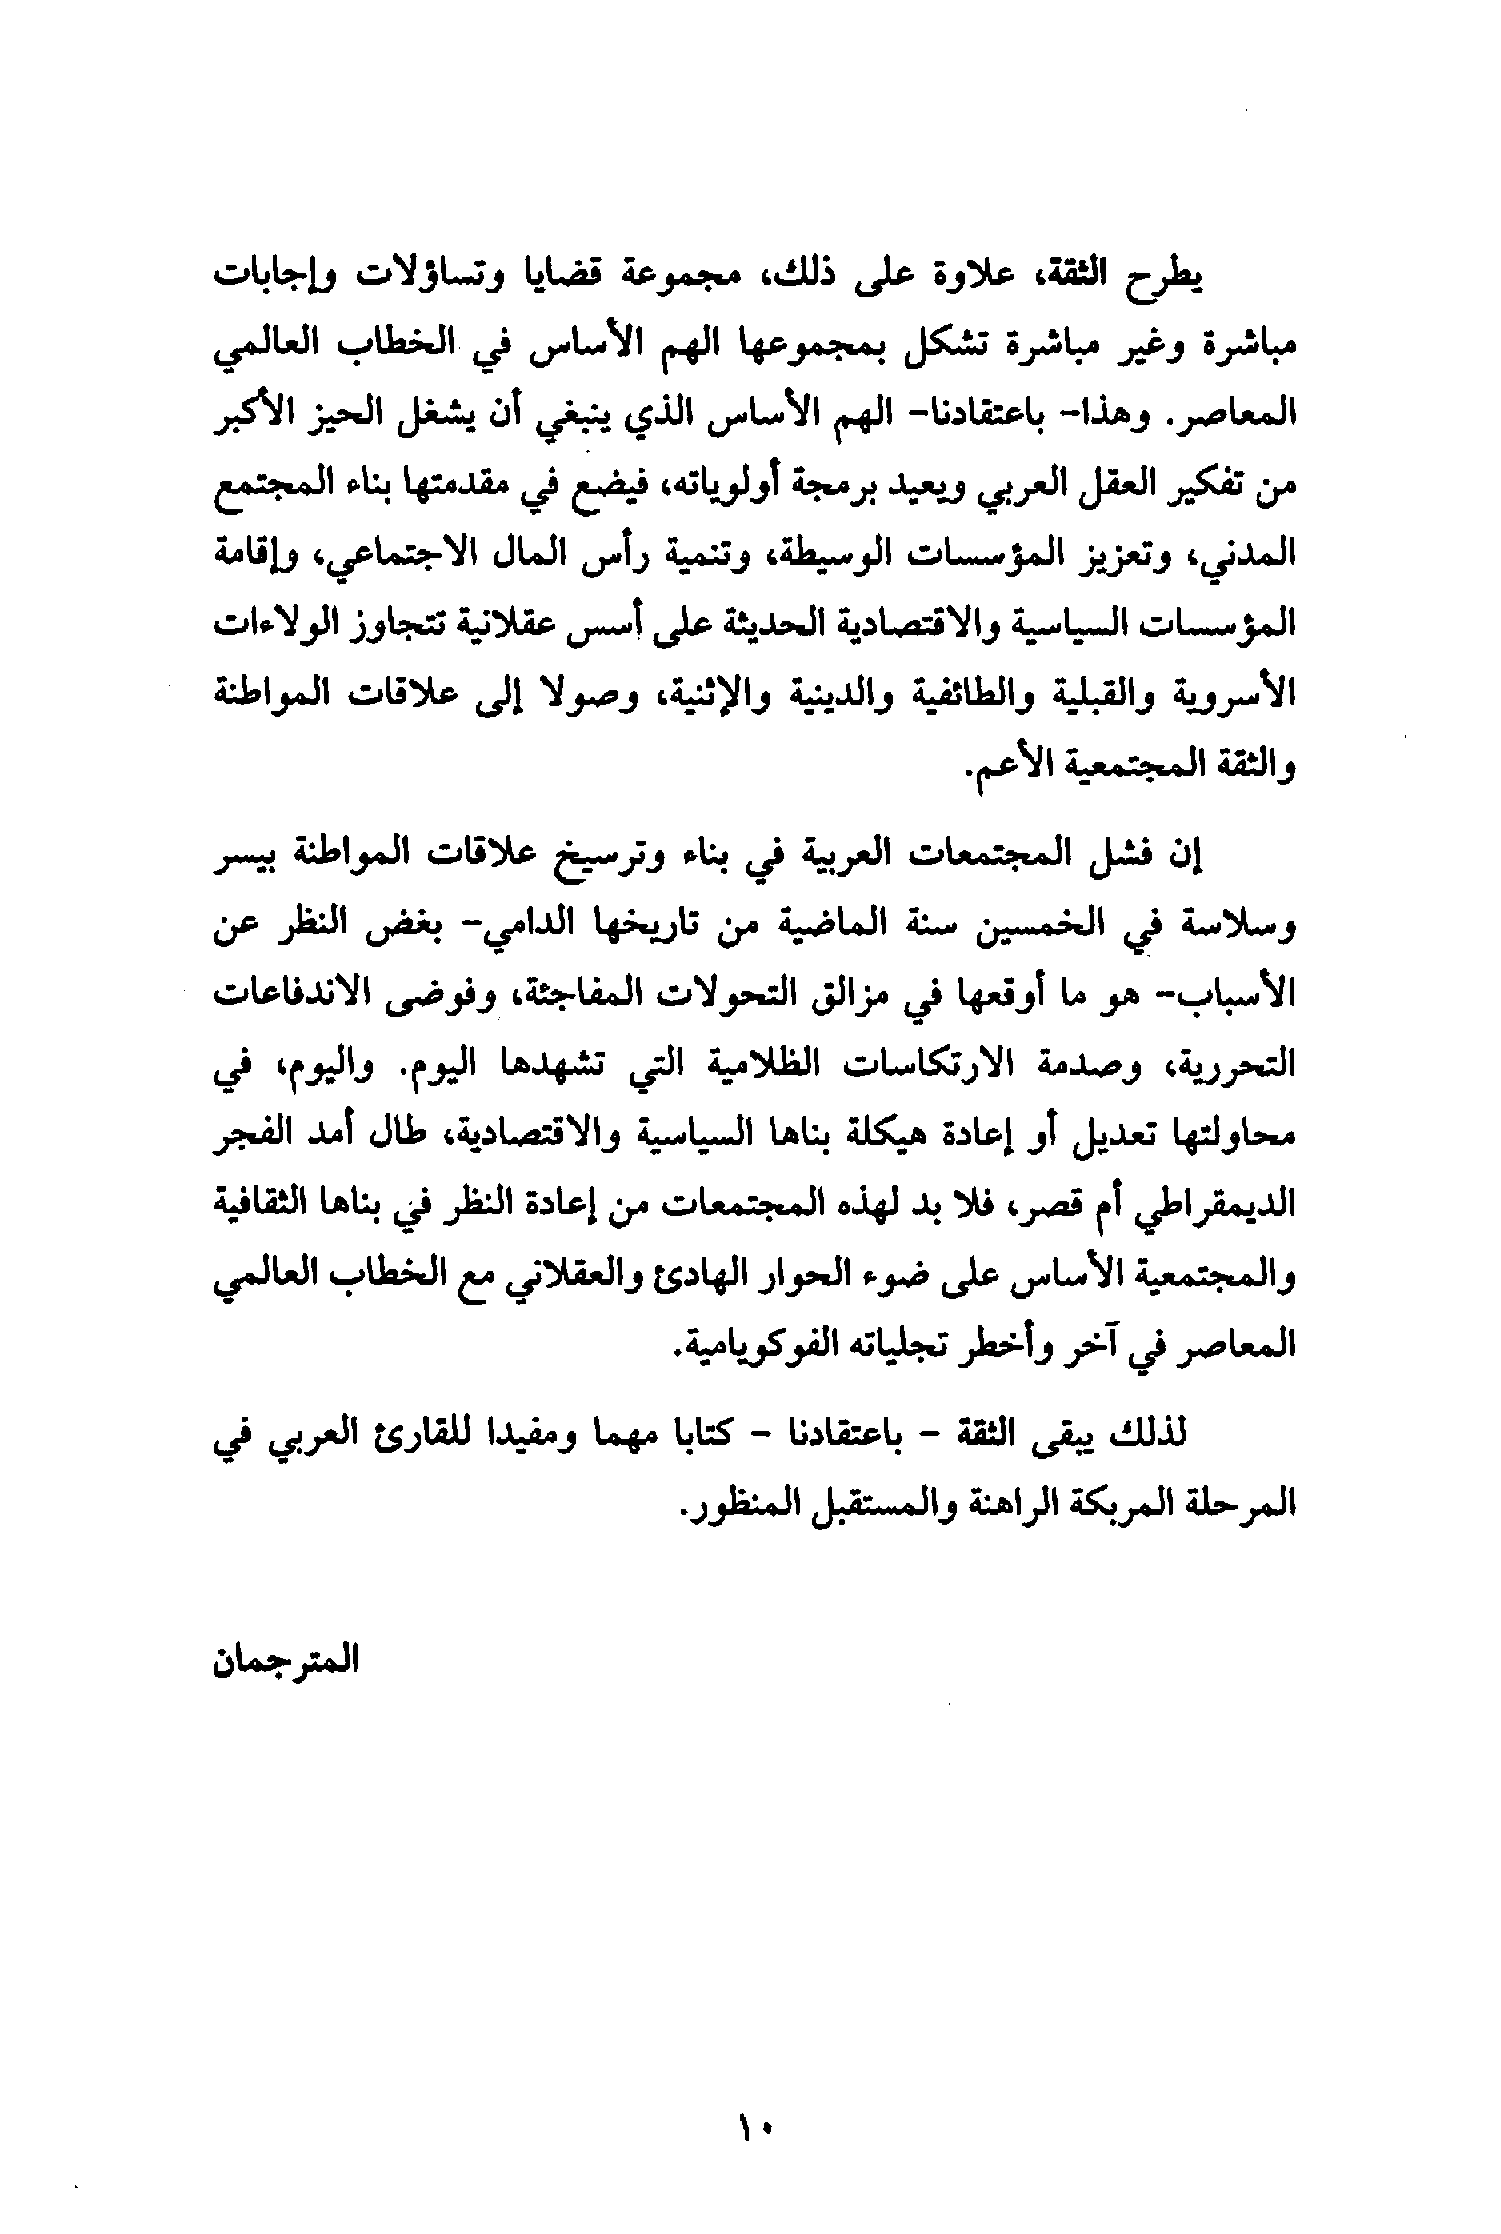 يطرح الثقة، علاوة على ذلك، مجموعة قضايا وتساؤلات وإجابات
مباشرة وغير مباشرة تشكل بمجموعها الهم الأساس في الخطاب العالمي
المعاصر. وهذا- باعتقادنا- الهم الأساس الذي ينبغي أن يشغل الحيز الأكبر
من تفكير العقل العربي ويعيد برمجة أولوياته، فيضع في مقدمتها بناء المجتمع
المدني، وتعزيز المؤسسات الوسيطة، وتنمية رأس المال الاجتماعي، وإقامة
المؤسسات السياسية والاقتصادية الحديثة على أسس عقلانية تتجاوز الولاءات
الأسروية والقبلية والطائفية والدينية والإثنية، وصولا إلى علاقات المواطنة
والثقة المجتمعية الأعم.
إن فشل المجتمعات العربية في بناء وترسيخ علاقات المواطنة بيسر
وسلاسة في الخمسين سنة الماضية من تاريخها الدامي- بغض النظر عن
الأسباب- هو ما أوقعها في مزالق التحولات المفاجئة، وفوضى الاندفاعات
التحررية، وصدمة الارتكاسات الظلامية التي تشهدها اليوم. واليوم، في
محاولتها تعديل أو إعادة هيكلة بناها السياسية والاقتصادية، طال أمد الفجر
الديمقراطي أم قصر، فلا بد لهذه المجتمعات من إعادة النظر في بناها الثقافية
والمجتمعية الأساس على ضوء الحوار الهادئ والعقلاني مع الخطاب العالمي
المعاصر في آخر وأخطر تجلياته الفوكويامية.
لذلك يبقى الثقة - باعتقادنا - كتابا مهما ومفيدا للقارئ العربي في
المرحلة المربكة الراهنة والمستقبل المنظور.
المترجمان
١٠